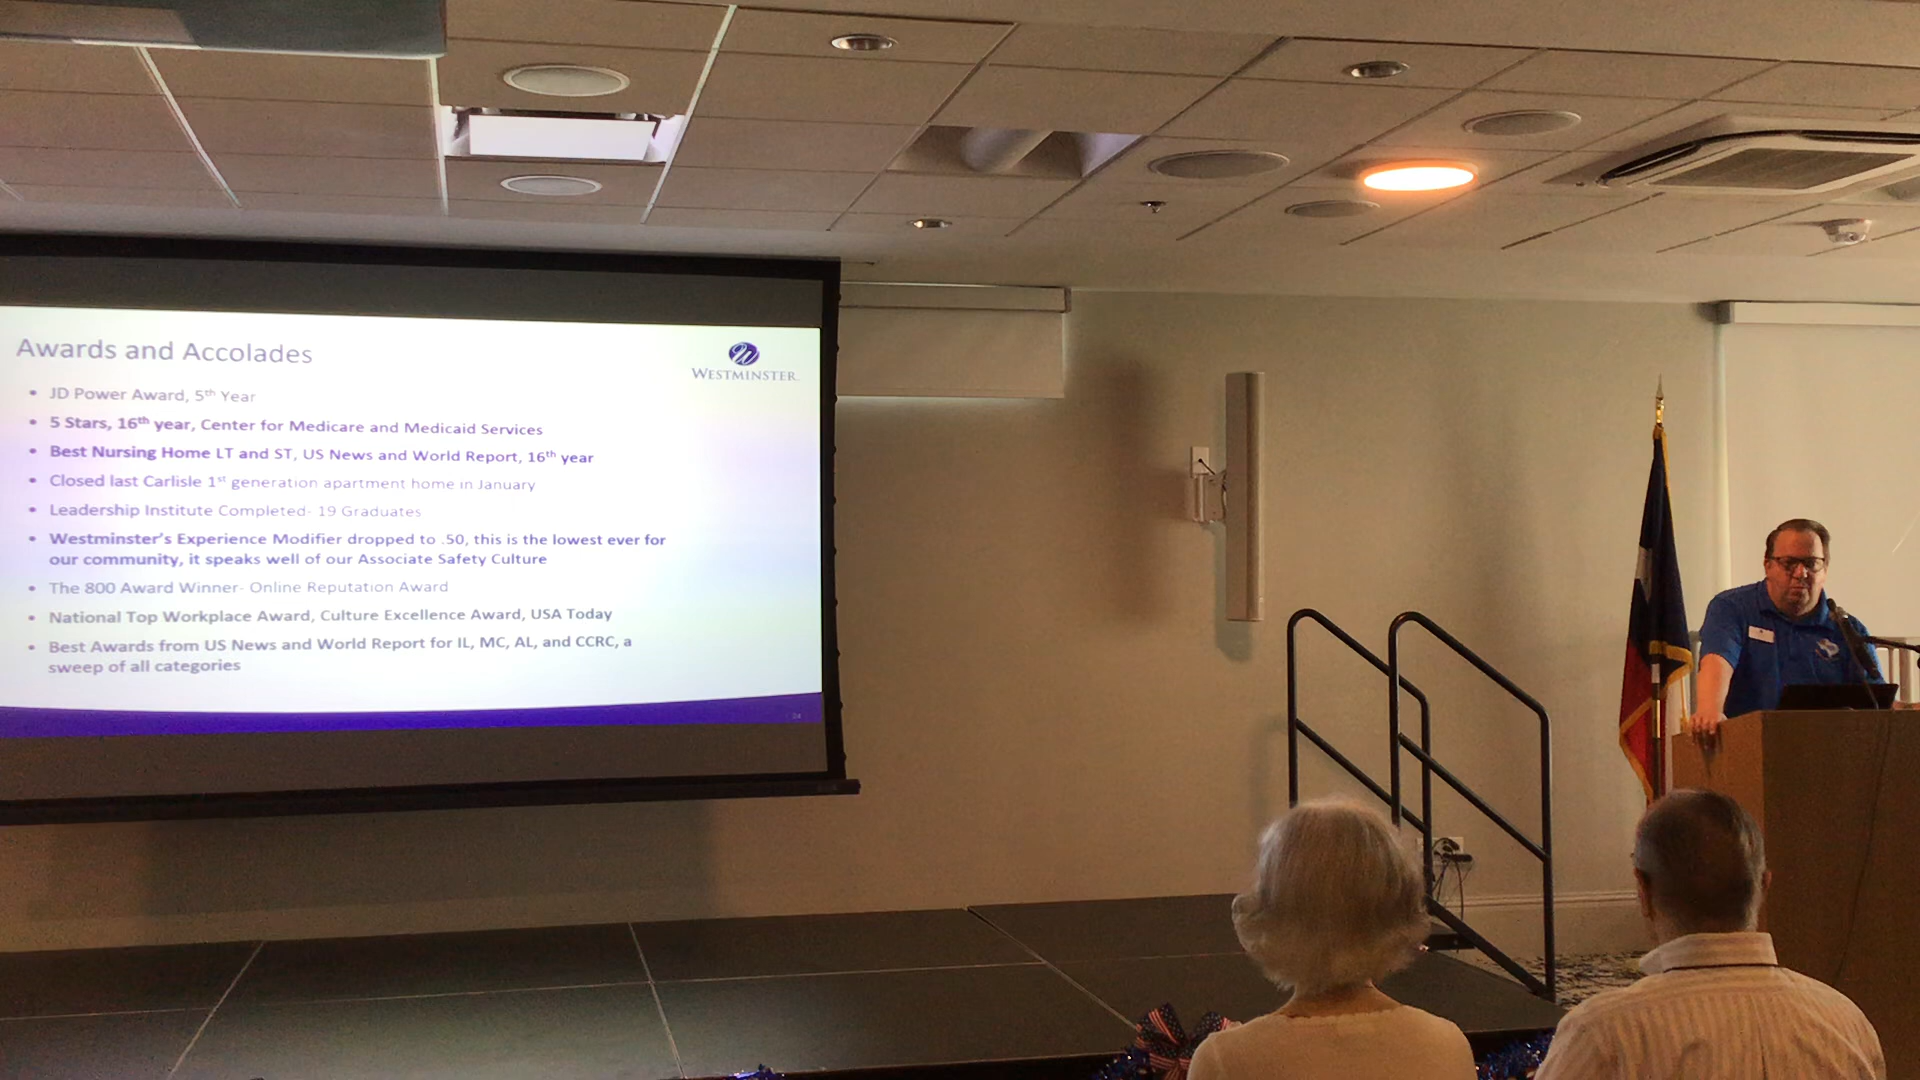 Awards and Accolades
WESTMINSTER
• JD Power Award, 5th Year
• 5 Stars, 16th year, Center for Medicare and Medicaid Services
• Best Nursing Home LT and ST, US News and World Report, 16th year
• Closed last Carlisle 1st generation apartment home in January
• Leadership Institute Completed- 19 Graduates
• Westminster's Experience Modifier dropped to .50, this is the lowest ever for
our community, it speaks well of our Associate Safety Culture
• The 800 Award Winner- Online Reputation Award
• National Top Workplace Award, Culture Excellence Award, USA Today
• Best Awards from US News and World Report for IL, MC, AL, and CCRC, a
sweep of all categories